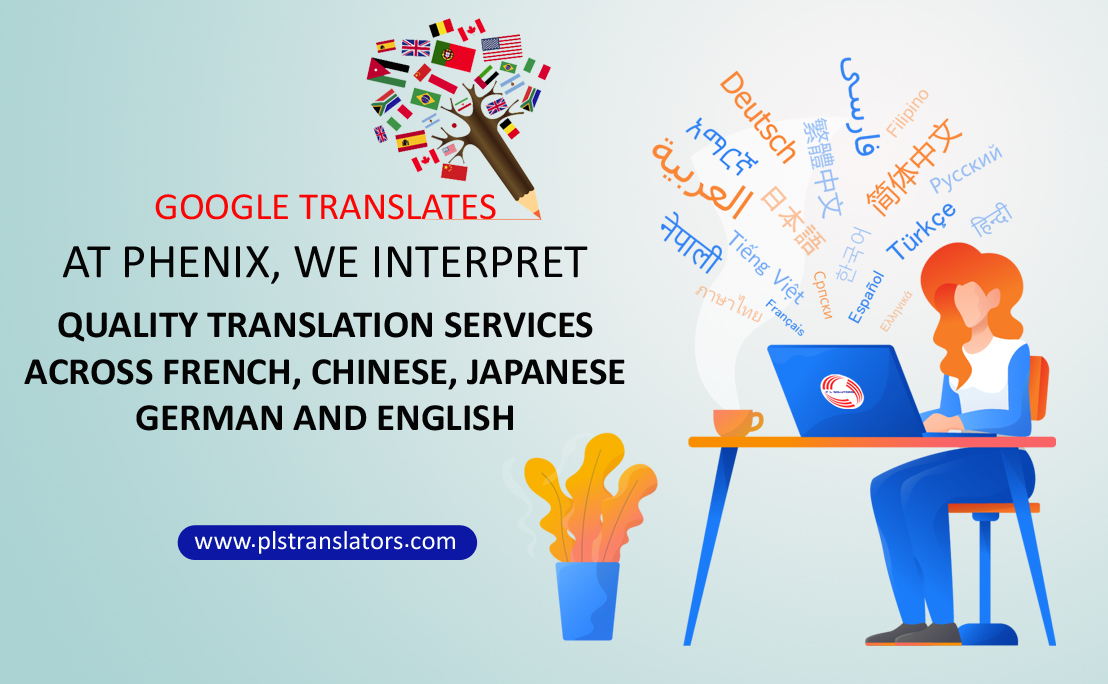 GOOGLE TRANSLATES
AT PHENIX, WE INTERPRET
QUALITY TRANSLATION SERVICES
ACROSS FRENCH, CHINESE, JAPANESE
GERMAN AND ENGLISH
www.plstranslators.com
Deutsch
فارسی
Filipino
አማርኛ
繁體中文
简体中文
العربية
日本語
Русский
नेपाली
Tiếng Việt
한국어
Türkçe
हिन्दी
ภาษาไทย
Français
Српски
Español
Ελληνικά